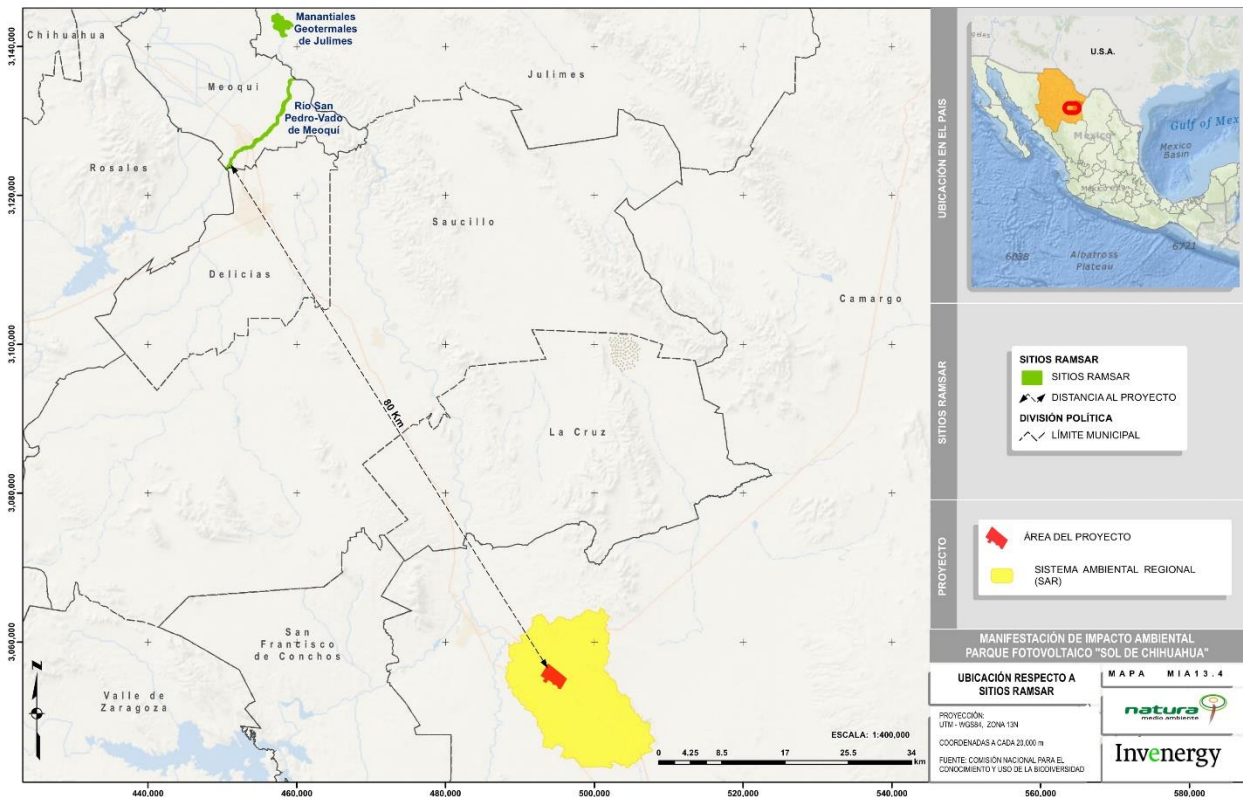 Manantiales
Geotermales
de Julimes
Chihuahua
Julimes
Meoqui
Río San
Pedro-Vado
de Meoquí
Rosales
Saucillo
Delicias
Camargo
80 Km
La Cruz
San
Francisco
de Conchos
Valle de
Zaragoza
N
3,140,000
3,120,000
3,100,000
3,080,000
3,060,000
440,000
460,000
480,000
500,000
520,000
540,000
560,000
580,000
ESCALA: 1:400,000
0 4.25 8.5 17 25.5 34
km
UBICACIÓN EN EL PAIS
U.S.A.
Gulf of Mex
Mexico
Mexico
Basin
México city
6038
Albatross
Plateau
6721
SITIOS RAMSAR
SITIOS RAMSAR
SITIOS RAMSAR
DISTANCIA AL PROYECTO
DIVISIÓN POLÍTICA
LÍMITE MUNICIPAL
PROYECTO
ÁREA DEL PROYECTO
SISTEMA AMBIENTAL REGIONAL
(SAR)
MANIFESTACIÓN DE IMPACTO AMBIENTAL
PARQUE FOTOVOLTAICO "SOL DE CHIHUAHUA"
UBICACIÓN RESPECTO A
SITIOS RAMSAR
MAPA MIA13.4
PROYECCIÓN:
UTM - WGS84, ZONA 13N
COORDENADAS A CADA 20,000 m
FUENTE: COMISIÓN NACIONAL PARA EL
CONOCIMIENTO Y USO DE LA BIODIVERSIDAD
natura
medio ambiente
Invenergy